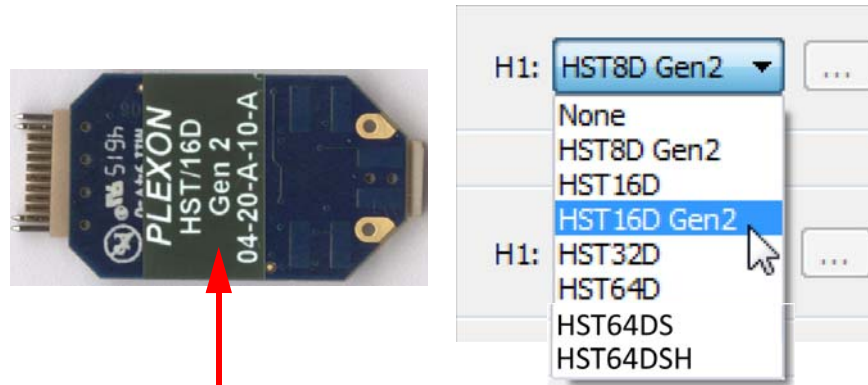 PLEXON
HST/16D
Gen 2
04-20-A-10-A
4615
H1: HST8D Gen2 ...
None
HST8D Gen2
HST16D
HST16D Gen2
H1: HST32D ...
HST64D
HST64DS
HST64DSH